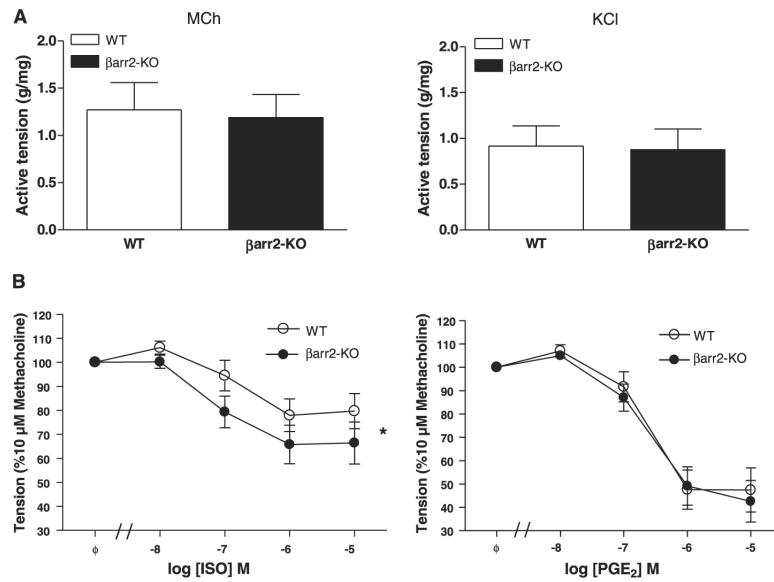 A
MCh
Active tension (g/mg)
2.0
1.5
1.0
0.5
0.0
WT
βarr2-KO
WT
βarr2-KO
KCl
Active tension (g/mg)
2.0
1.5
1.0
0.5
0.0
WT
βarr2-KO
WT
βarr2-KO
B
Tension (%10 μM Methacholine)
120
110
100
90
80
70
60
50
40
30
WT
βarr2-KO
*
ϕ
-8
-7
-6
-5
log [ISO] M
Tension (%10 μM Methacholine)
120
110
100
90
80
70
60
50
40
30
WT
βarr2-KO
ϕ
-8
-7
-6
-5
log [PGE₂] M